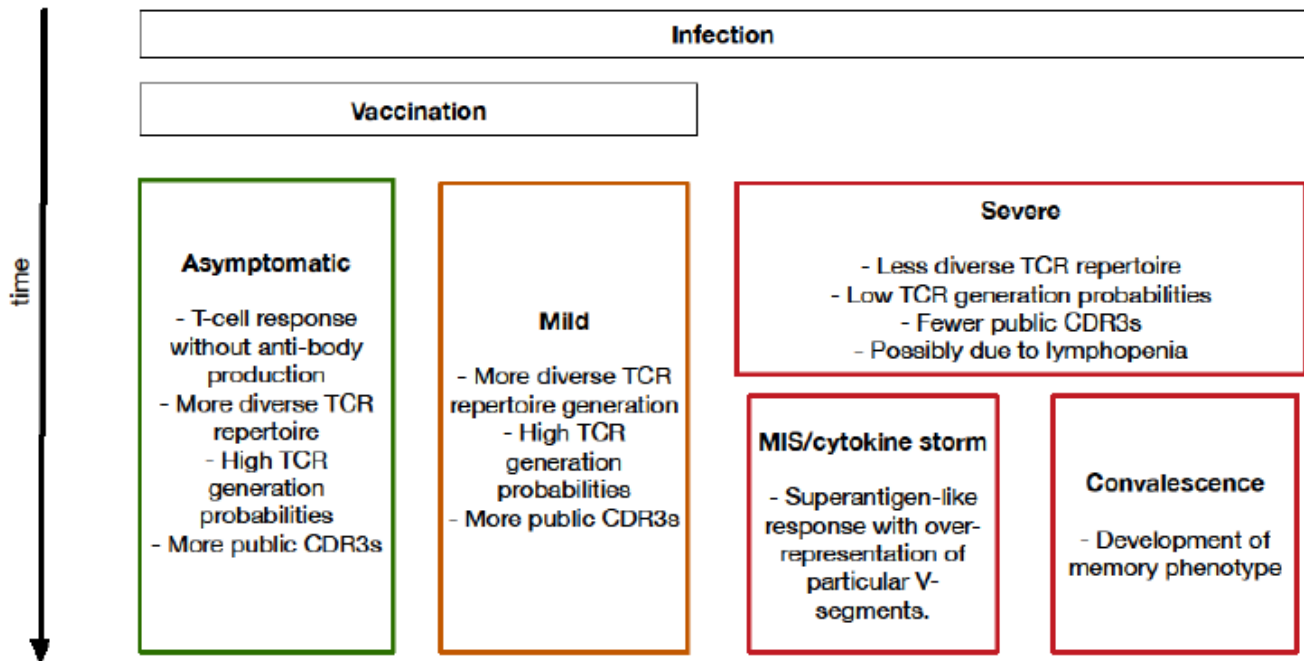 Infection
Vaccination
time
Asymptomatic
- T-cell response
without anti-body
production
- More diverse TCR
repertoire
- High TCR
generation
probabilities
- More public CDR3s
Mild
- More diverse TCR
repertoire generation
- High TCR
generation
probabilities
- More public CDR3s
Severe
- Less diverse TCR repertoire
- Low TCR generation probabilities
- Fewer public CDR3s
- Possibly due to lymphopenia
MIS/cytokine storm
- Superantigen-like
response with over-
representation of
particular V-
segments.
Convalescence
- Development of
memory phenotype